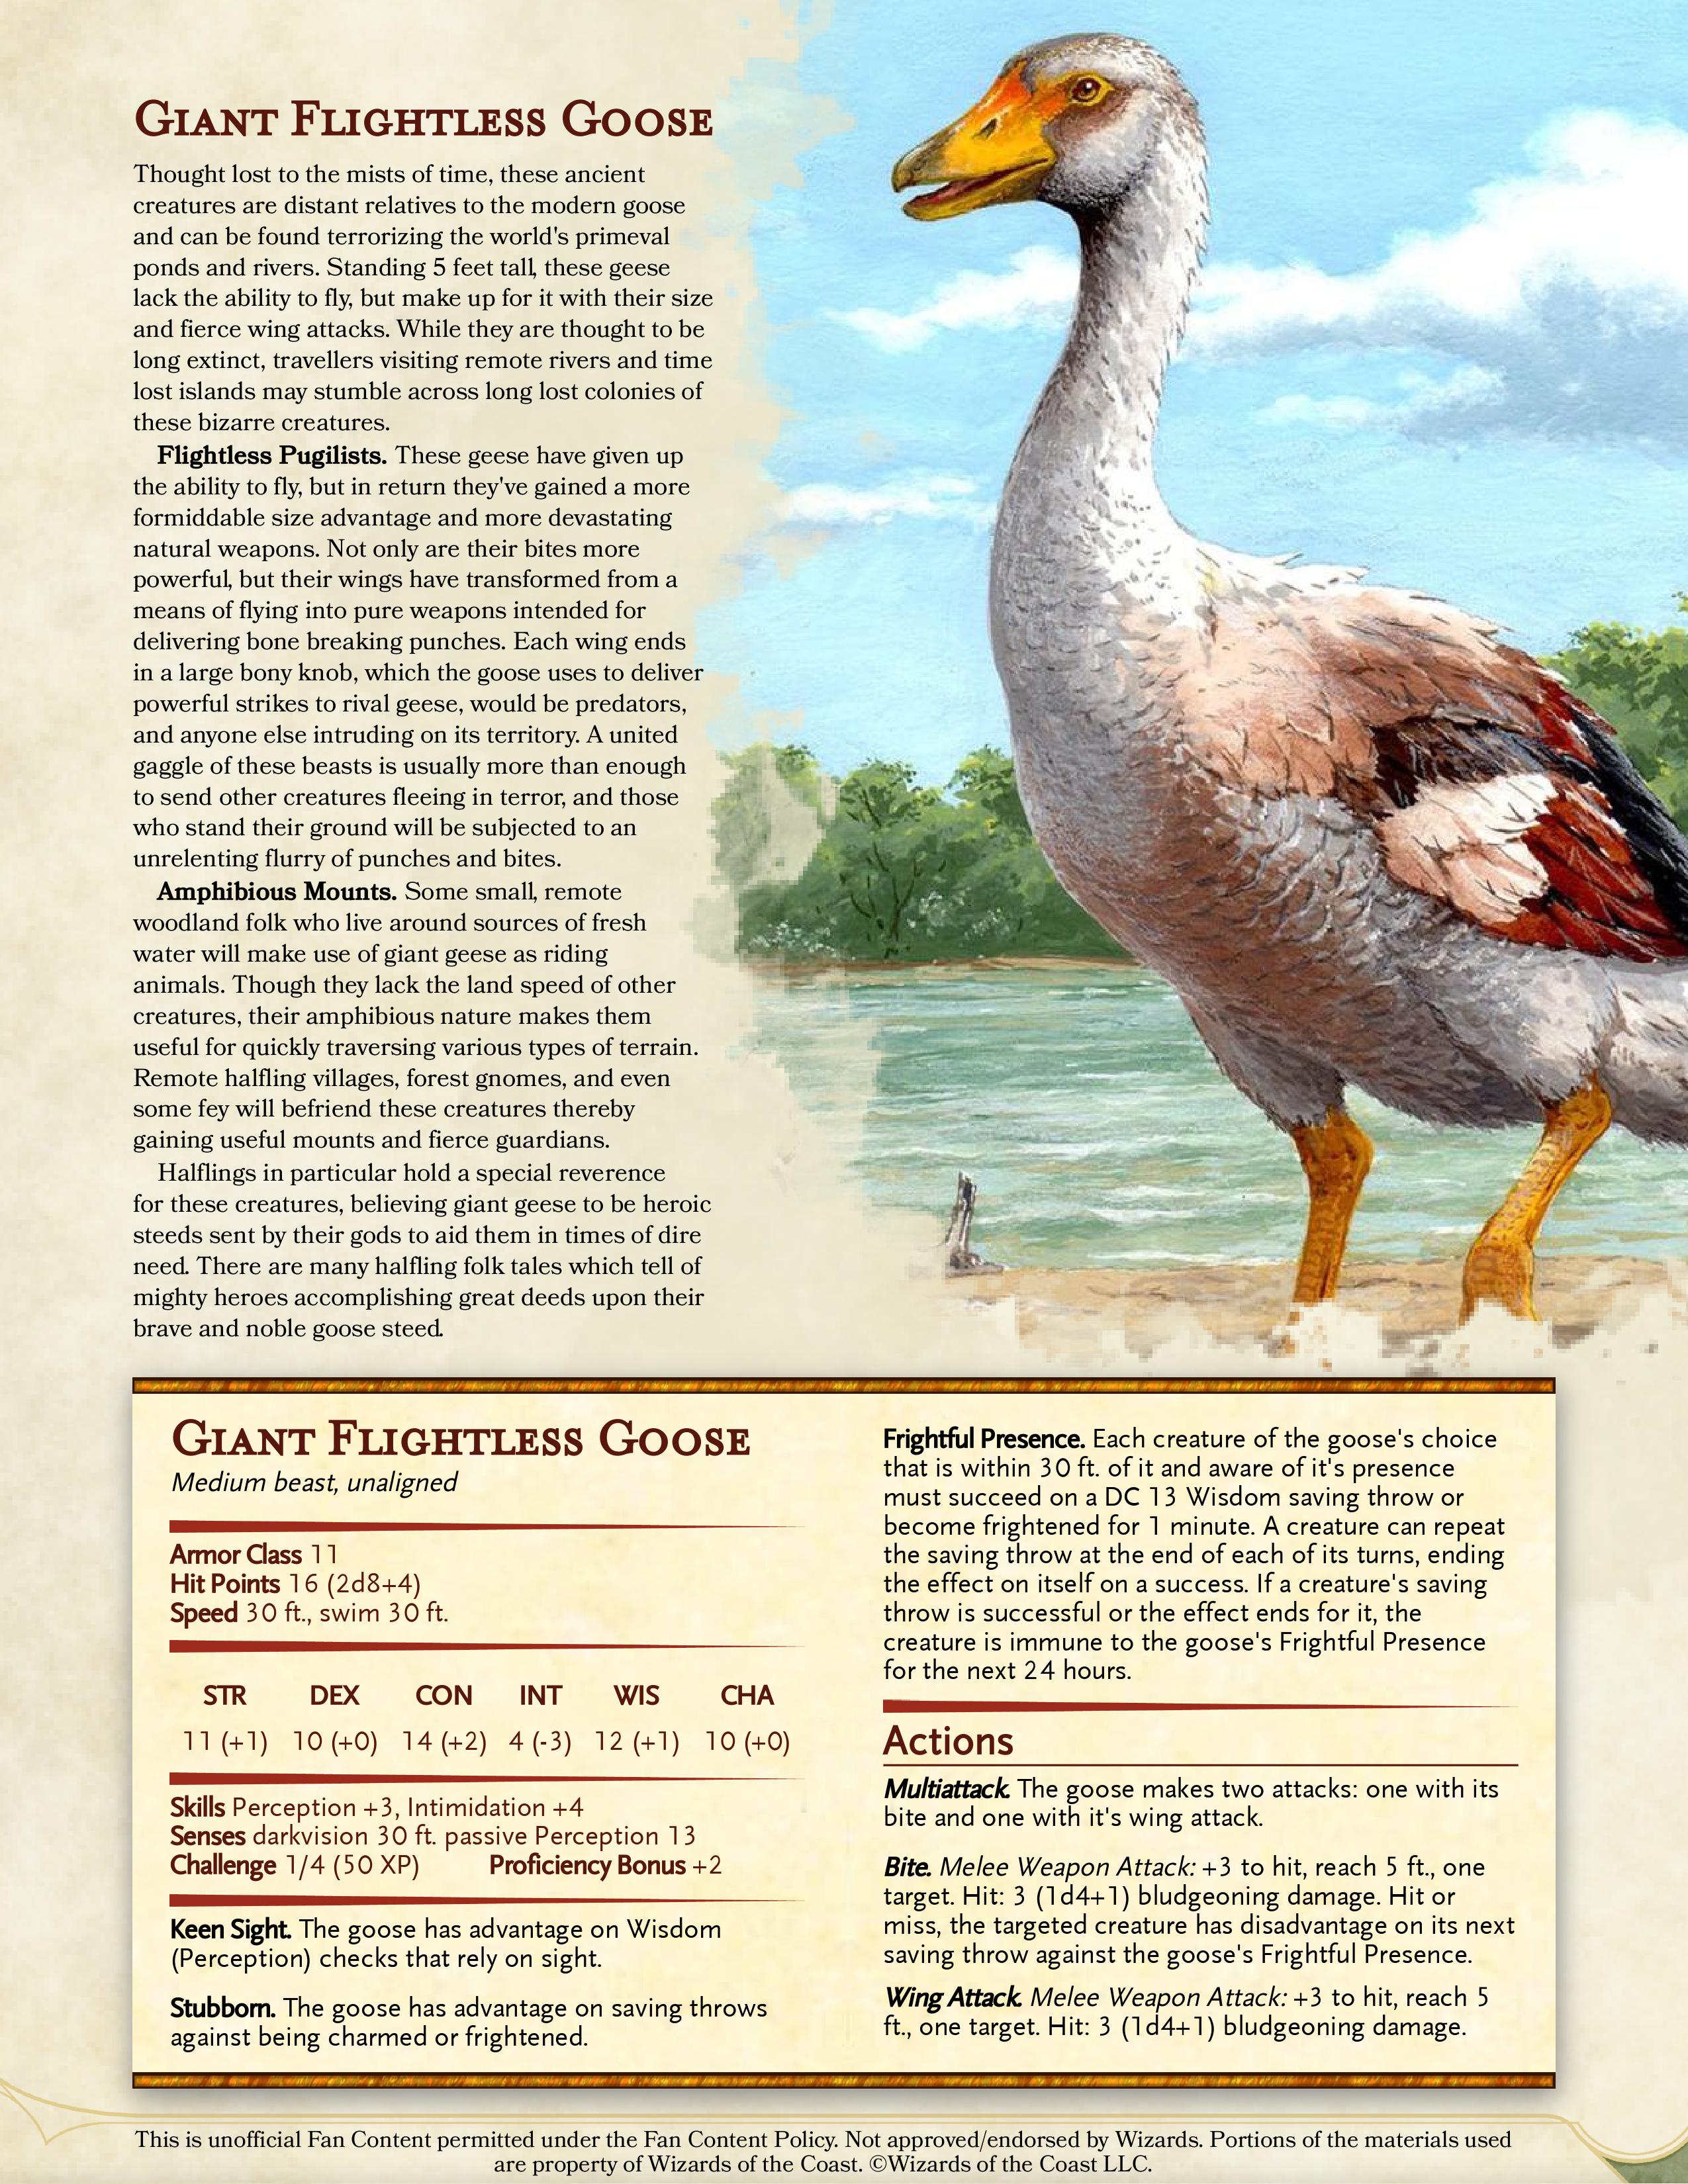 GIANT FLIGHTLESS GOOSE
Thought lost to the mists of time, these ancient
creatures are distant relatives to the modern goose
and can be found terrorizing the world's primeval
ponds and rivers. Standing 5 feet tall, these geese
lack the ability to fly, but make up for it with their size
and fierce wing attacks. While they are thought to be
long extinct, travellers visiting remote rivers and time
lost islands may stumble across long lost colonies of
these bizarre creatures.
Flightless Pugilists. These geese have given up
the ability to fly, but in return they've gained a more
formiddable size advantage and more devastating
natural weapons. Not only are their bites more
powerful, but their wings have transformed from a
means of flying into pure weapons intended for
delivering bone breaking punches. Each wing ends
in a large bony knob, which the goose uses to deliver
powerful strikes to rival geese, would be predators,
and anyone else intruding on its territory. A united
gaggle of these beasts is usually more than enough
to send other creatures fleeing in terror, and those
who stand their ground will be subjected to an
unrelenting flurry of punches and bites.
Amphibious Mounts. Some small, remote
woodland folk who live around sources of fresh
water will make use of giant geese as riding
animals. Though they lack the land speed of other
creatures, their amphibious nature makes them
useful for quickly traversing various types of terrain.
Remote halfling villages, forest gnomes, and even
some fey will befriend these creatures thereby
gaining useful mounts and fierce guardians.
Halflings in particular hold a special reverence
for these creatures, believing giant geese to be heroic
steeds sent by their gods to aid them in times of dire
need. There are many halfling folk tales which tell of
mighty heroes accomplishing great deeds upon their
brave and noble goose steed.
GIANT FLIGHTLESS GOOSE
Medium beast, unaligned
Armor Class 11
Hit Points 16 (2d8+4)
Speed 30 ft., swim 30 ft.
STR DEX CON INT WIS CHA
11 (+1) 10 (+0) 14 (+2) 4 (-3) 12 (+1) 10 (+0)
Skills Perception +3, Intimidation +4
Senses darkvision 30 ft. passive Perception 13
Challenge 1/4 (50 XP) Proficiency Bonus +2
Keen Sight. The goose has advantage on Wisdom
(Perception) checks that rely on sight.
Stubborn. The goose has advantage on saving throws
against being charmed or frightened.
Frightful Presence. Each creature of the goose's choice
that is within 30 ft. of it and aware of it's presence
must succeed on a DC 13 Wisdom saving throw or
become frightened for 1 minute. A creature can repeat
the saving throw at the end of each of its turns, ending
the effect on itself on a success. If a creature's saving
throw is successful or the effect ends for it, the
creature is immune to the goose's Frightful Presence
for the next 24 hours.
Actions
Multiattack. The goose makes two attacks: one with its
bite and one with it's wing attack.
Bite. Melee Weapon Attack: +3 to hit, reach 5 ft., one
target. Hit: 3 (1d4+1) bludgeoning damage. Hit or
miss, the targeted creature has disadvantage on its next
saving throw against the goose's Frightful Presence.
Wing Attack. Melee Weapon Attack: +3 to hit, reach 5
ft., one target. Hit: 3 (1d4+1) bludgeoning damage.
This is unofficial Fan Content permitted under the Fan Content Policy. Not approved/endorsed by Wizards. Portions of the materials used
are property of Wizards of the Coast. ©Wizards of the Coast LLC.